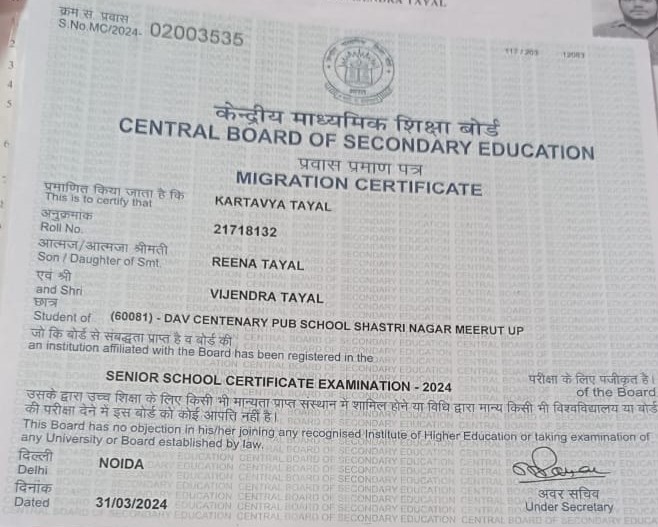 TAYAL
क्रम सं. प्रवास
S.No.MC/2024- 02003535
2
3
4
5
6
केन्द्रीय माध्यमिक शिक्षा बोर्ड
CENTRAL BOARD OF SECONDARY EDUCATION
प्रवास प्रमाण पत्र
MIGRATION CERTIFICATE
प्रमाणित किया जाता है कि
This is to certify that KARTAVYA TAYAL
अनुक्रमांक
Roll No. 21718132
आत्मज/आत्मजा श्रीमती
Son / Daughter of Smt. REENA TAYAL
एवं श्री
and Shri VIJENDRA TAYAL
छात्र
Student of (60081) - DAV CENTENARY PUB SCHOOL SHASTRI NAGAR MEERUT UP
जो कि बोर्ड से संबद्धता प्राप्त है व बोर्ड की
an institution affiliated with the Board has been registered in the
SENIOR SCHOOL CERTIFICATE EXAMINATION - 2024 परीक्षा के लिए पंजीकृत है।
of the Board
उसके द्वारा उच्च शिक्षा के लिए किसी भी मान्यता प्राप्त संस्थान में शामिल होने या विधि द्वारा मान्य किसी भी विश्वविद्यालय या बोर्ड
की परीक्षा देने में इस बोर्ड को कोई आपति नहीं है।
This Board has no objection in his/her joining any recognised Institute of Higher Education or taking examination of
any University or Board established by law.
दिल्ली
Delhi NOIDA
दिनांक
Dated 31/03/2024
अवर सचिव
Under Secretary